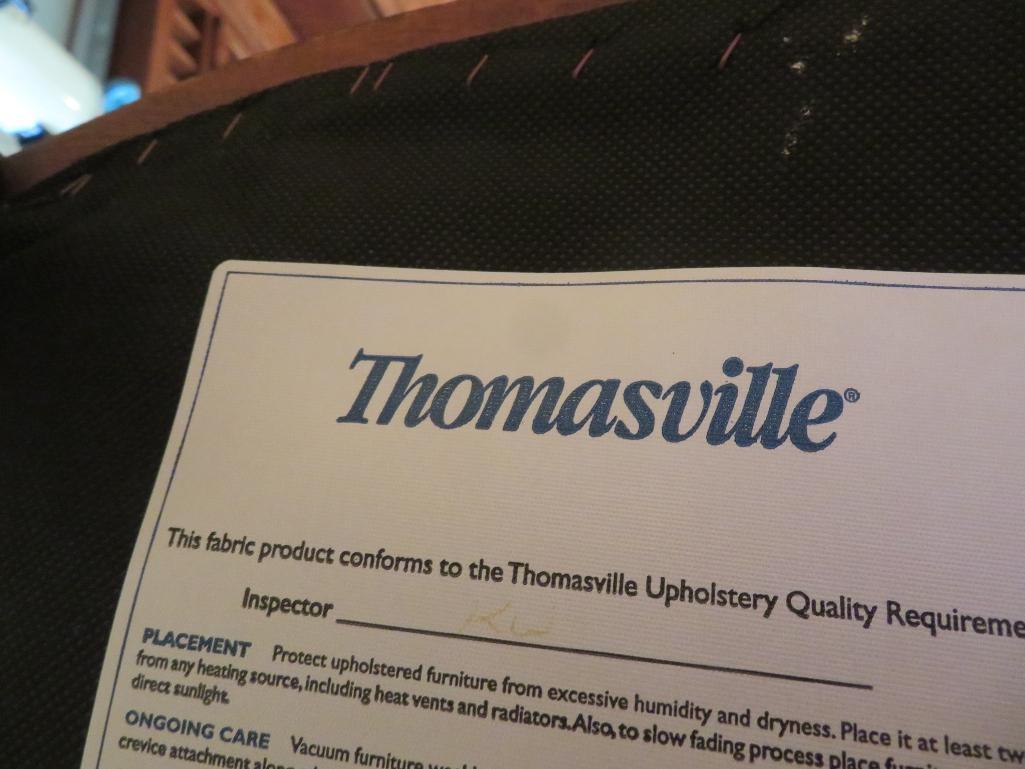 Thomasville®
This fabric product conforms to the Thomasville Upholstery Quality
Inspector KW
PLACEMENT Protect upholstered furniture from excessive humidity and dryness. Place it at least
from any heating source, including heat vents and radiators. Also, to slow fading process place
direct sunlight.
ONGOING CARE Vacuum furniture
crevice attachment